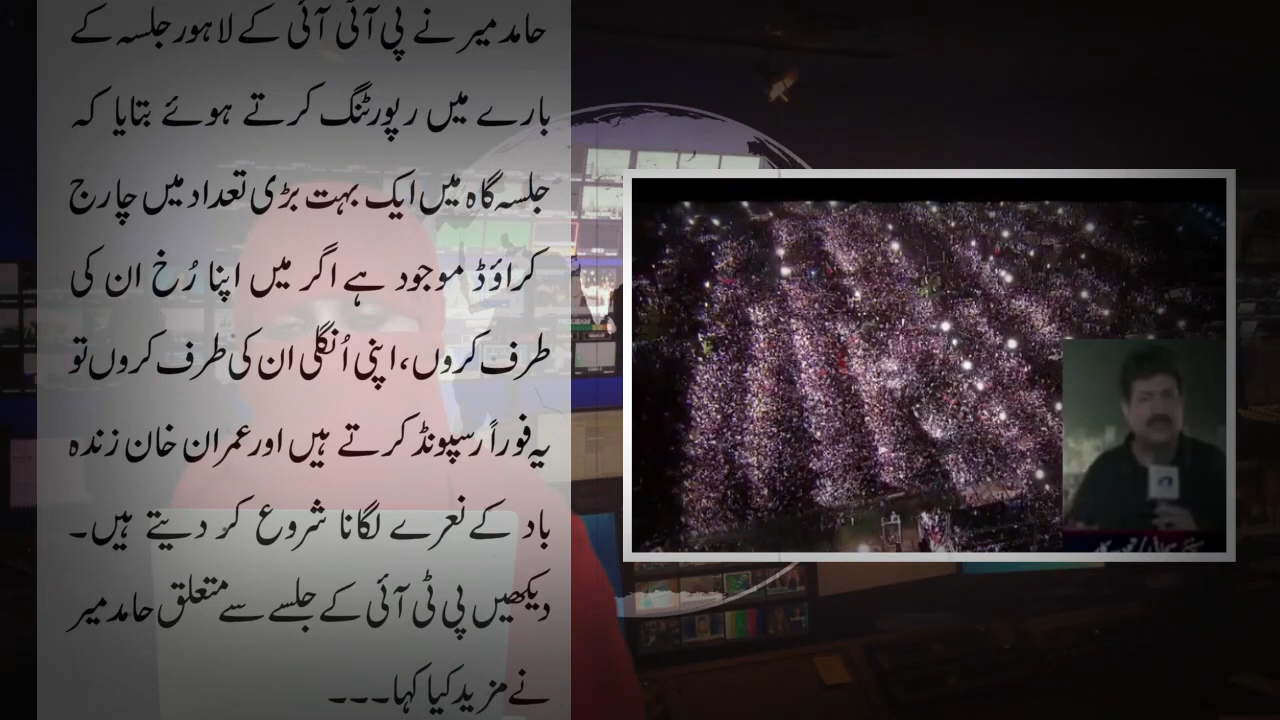 حامد میر نے پی آئی آئی کے لاہور جلسہ کے
بارے میں رپورٹنگ کرتے ہوئے بتایا کہ
جلسہ گاہ میں ایک بہت بڑی تعداد میں چارج
کراؤڈ موجود ہے اگر میں اپنا رُخ ان کی
طرف کروں، اپنی اُنگلی ان کی طرف کروں تو
یہ فوراً رسپونڈ کرتے ہیں اور عمران خان زندہ
باد کے نعرے لگانا شروع کر دیتے ہیں۔
دیکھیں پی ٹی آئی کے جلسے سے متعلق حامد میر
نے مزید کیا کہا۔۔۔